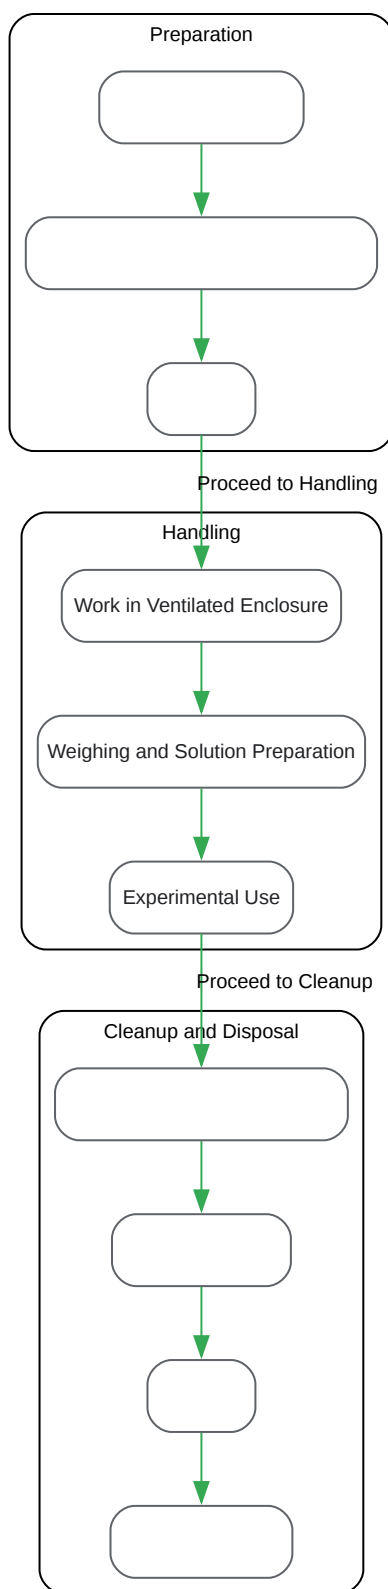 Preparation
Proceed to Handling
Handling
Work in Ventilated Enclosure
Weighing and Solution Preparation
Experimental Use
Proceed to Cleanup
Cleanup and Disposal